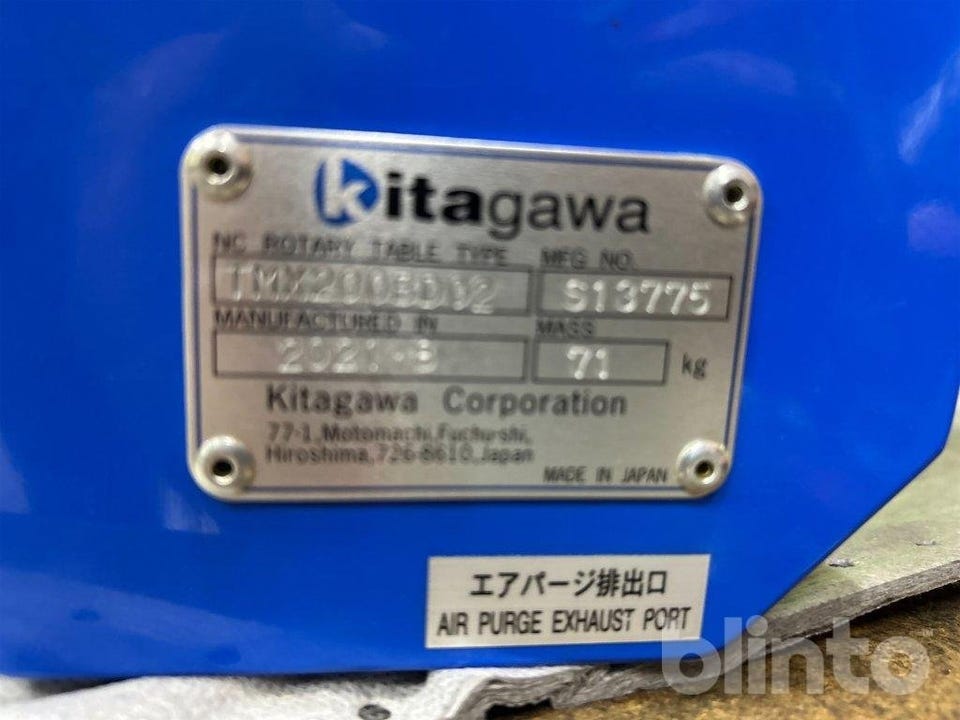 kitagawa
NC ROTARY TABLE TYPE MFG NO.
S13775
MANUFACTURED IN MASS
71 kg
Kitagawa Corporation
77-1, Motomachi, Fuchu-shi,
Hiroshima, 726-8610, Japan
MADE IN JAPAN
エアパージ排出口
AIR PURGE EXHAUST PORT
blinto